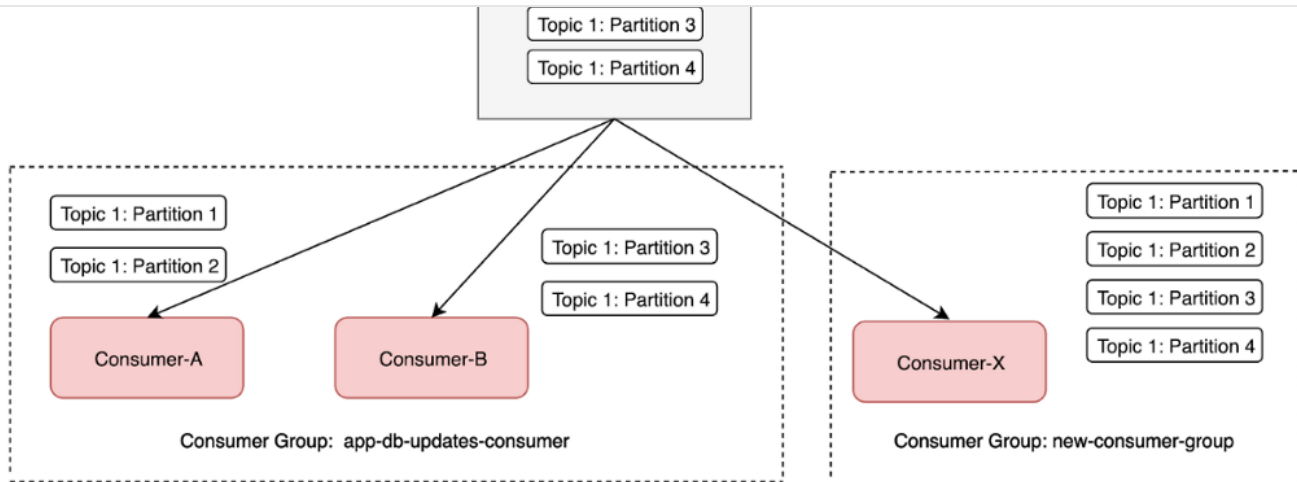 Topic 1: Partition 3
Topic 1: Partition 4
Topic 1: Partition 1
Topic 1: Partition 2
Topic 1: Partition 3
Topic 1: Partition 4
Consumer-A
Consumer-B
Consumer Group: app-db-updates-consumer
Topic 1: Partition 1
Topic 1: Partition 2
Topic 1: Partition 3
Topic 1: Partition 4
Consumer-X
Consumer Group: new-consumer-group